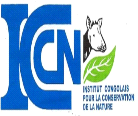 ICCN
INSTITUT CONGOLAIS
POUR LA CONSERVATION
DE LA NATURE